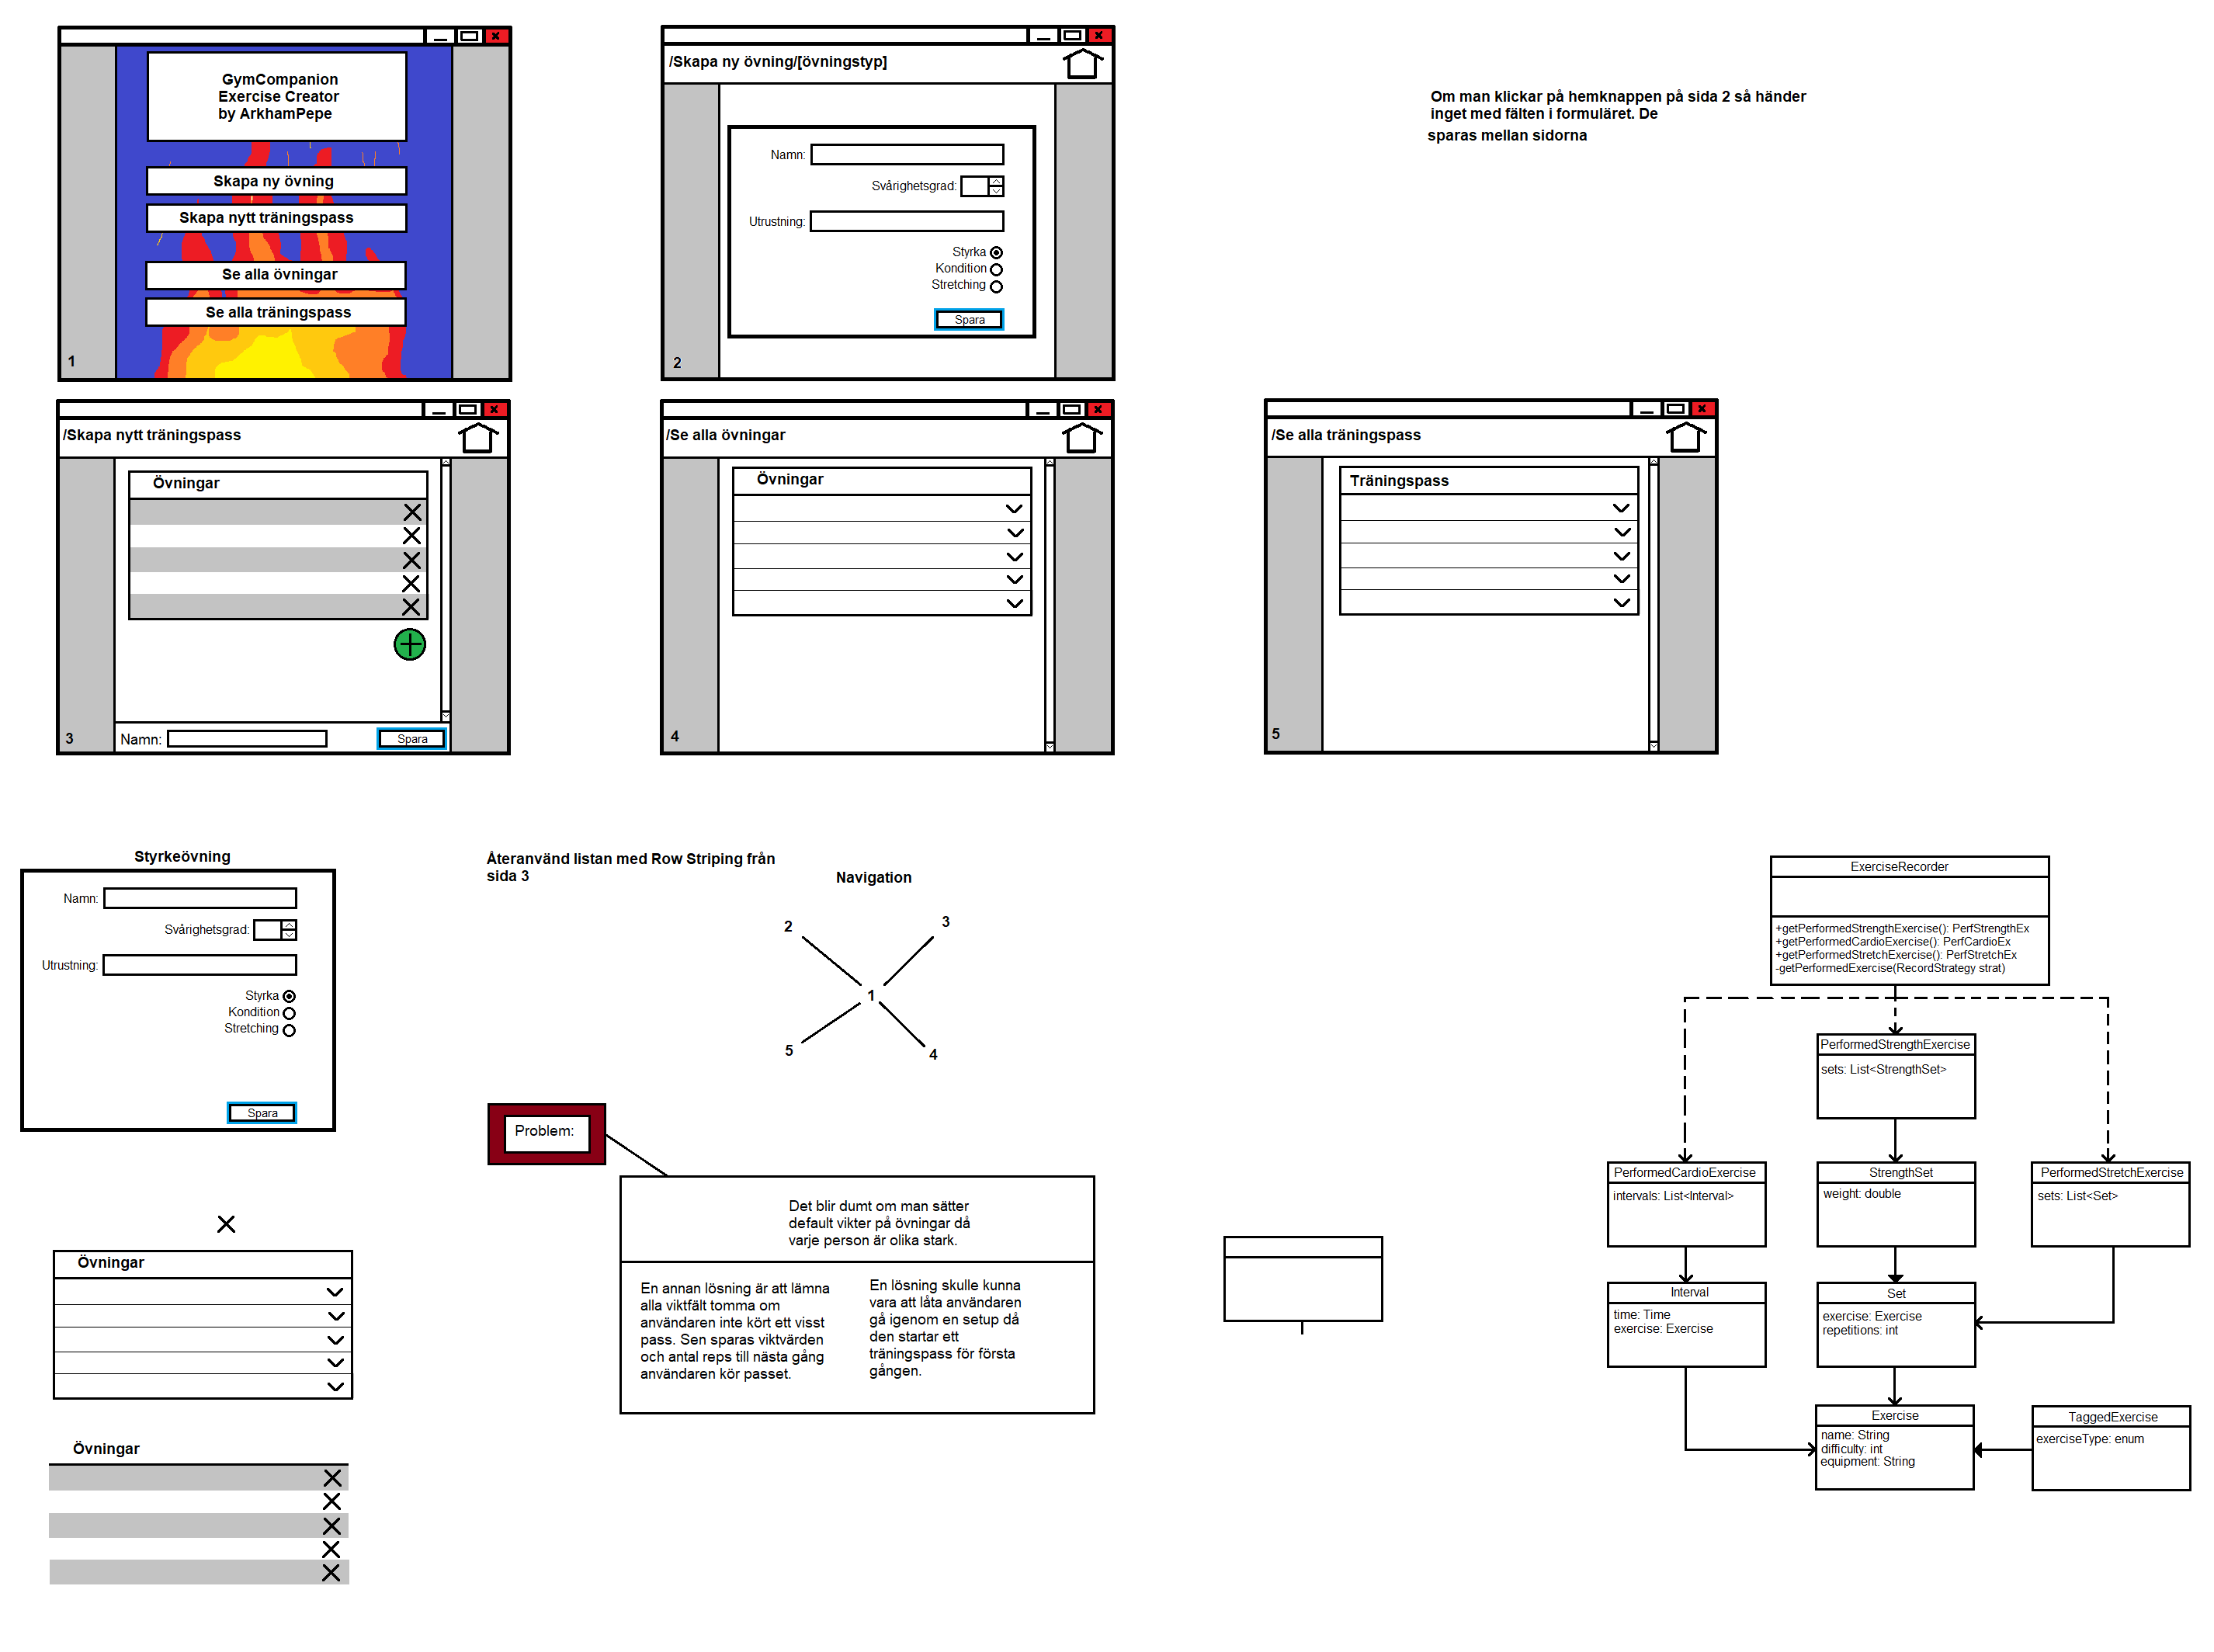 GymCompanion
Exercise Creator
by ArkhamPepe
Skapa ny övning
Skapa nytt träningspass
Se alla övningar
Se alla träningspass
1
/Skapa ny övning/[övningstyp]
Namn:
Svårighetsgrad:
Utrustning:
Styrka
Kondition
Stretching
Spara
2
Om man klickar på hemknappen på sida 2 så händer
inget med fälten i formuläret. De
sparas mellan sidorna
/Skapa nytt träningspass
Övningar
3
Namn:
Spara
/Se alla övningar
Övningar
4
/Se alla träningspass
Träningspass
5
Styrkeövning
Namn:
Svårighetsgrad:
Utrustning:
Styrka
Kondition
Stretching
Spara
Övningar
Övningar
Återanvänd listan med Row Striping från
sida 3
Navigation
2
3
1
5
4
Problem:
Det blir dumt om man sätter
default vikter på övningar då
varje person är olika stark.
En annan lösning är att lämna
alla viktfält tomma om
användaren inte kört ett visst
pass. Sen sparas viktvärden
och antal reps till nästa gång
användaren kör passet.
En lösning skulle kunna
vara att låta användaren
gå igenom en setup då
den startar ett
träningspass för första
gången.
ExerciseRecorder
+getPerformedStrengthExercise(): PerfStrengthEx
+getPerformedCardioExercise(): PerfCardioEx
+getPerformedStretchExercise(): PerfStretchEx
-getPerformedExercise(RecordStrategy strat)
PerformedStrengthExercise
sets: List<StrengthSet>
PerformedCardioExercise
intervals: List<Interval>
StrengthSet
weight: double
PerformedStretchExercise
sets: List<Set>
Interval
time: Time
exercise: Exercise
Set
exercise: Exercise
repetitions: int
Exercise
name: String
difficulty: int
equipment: String
TaggedExercise
exerciseType: enum